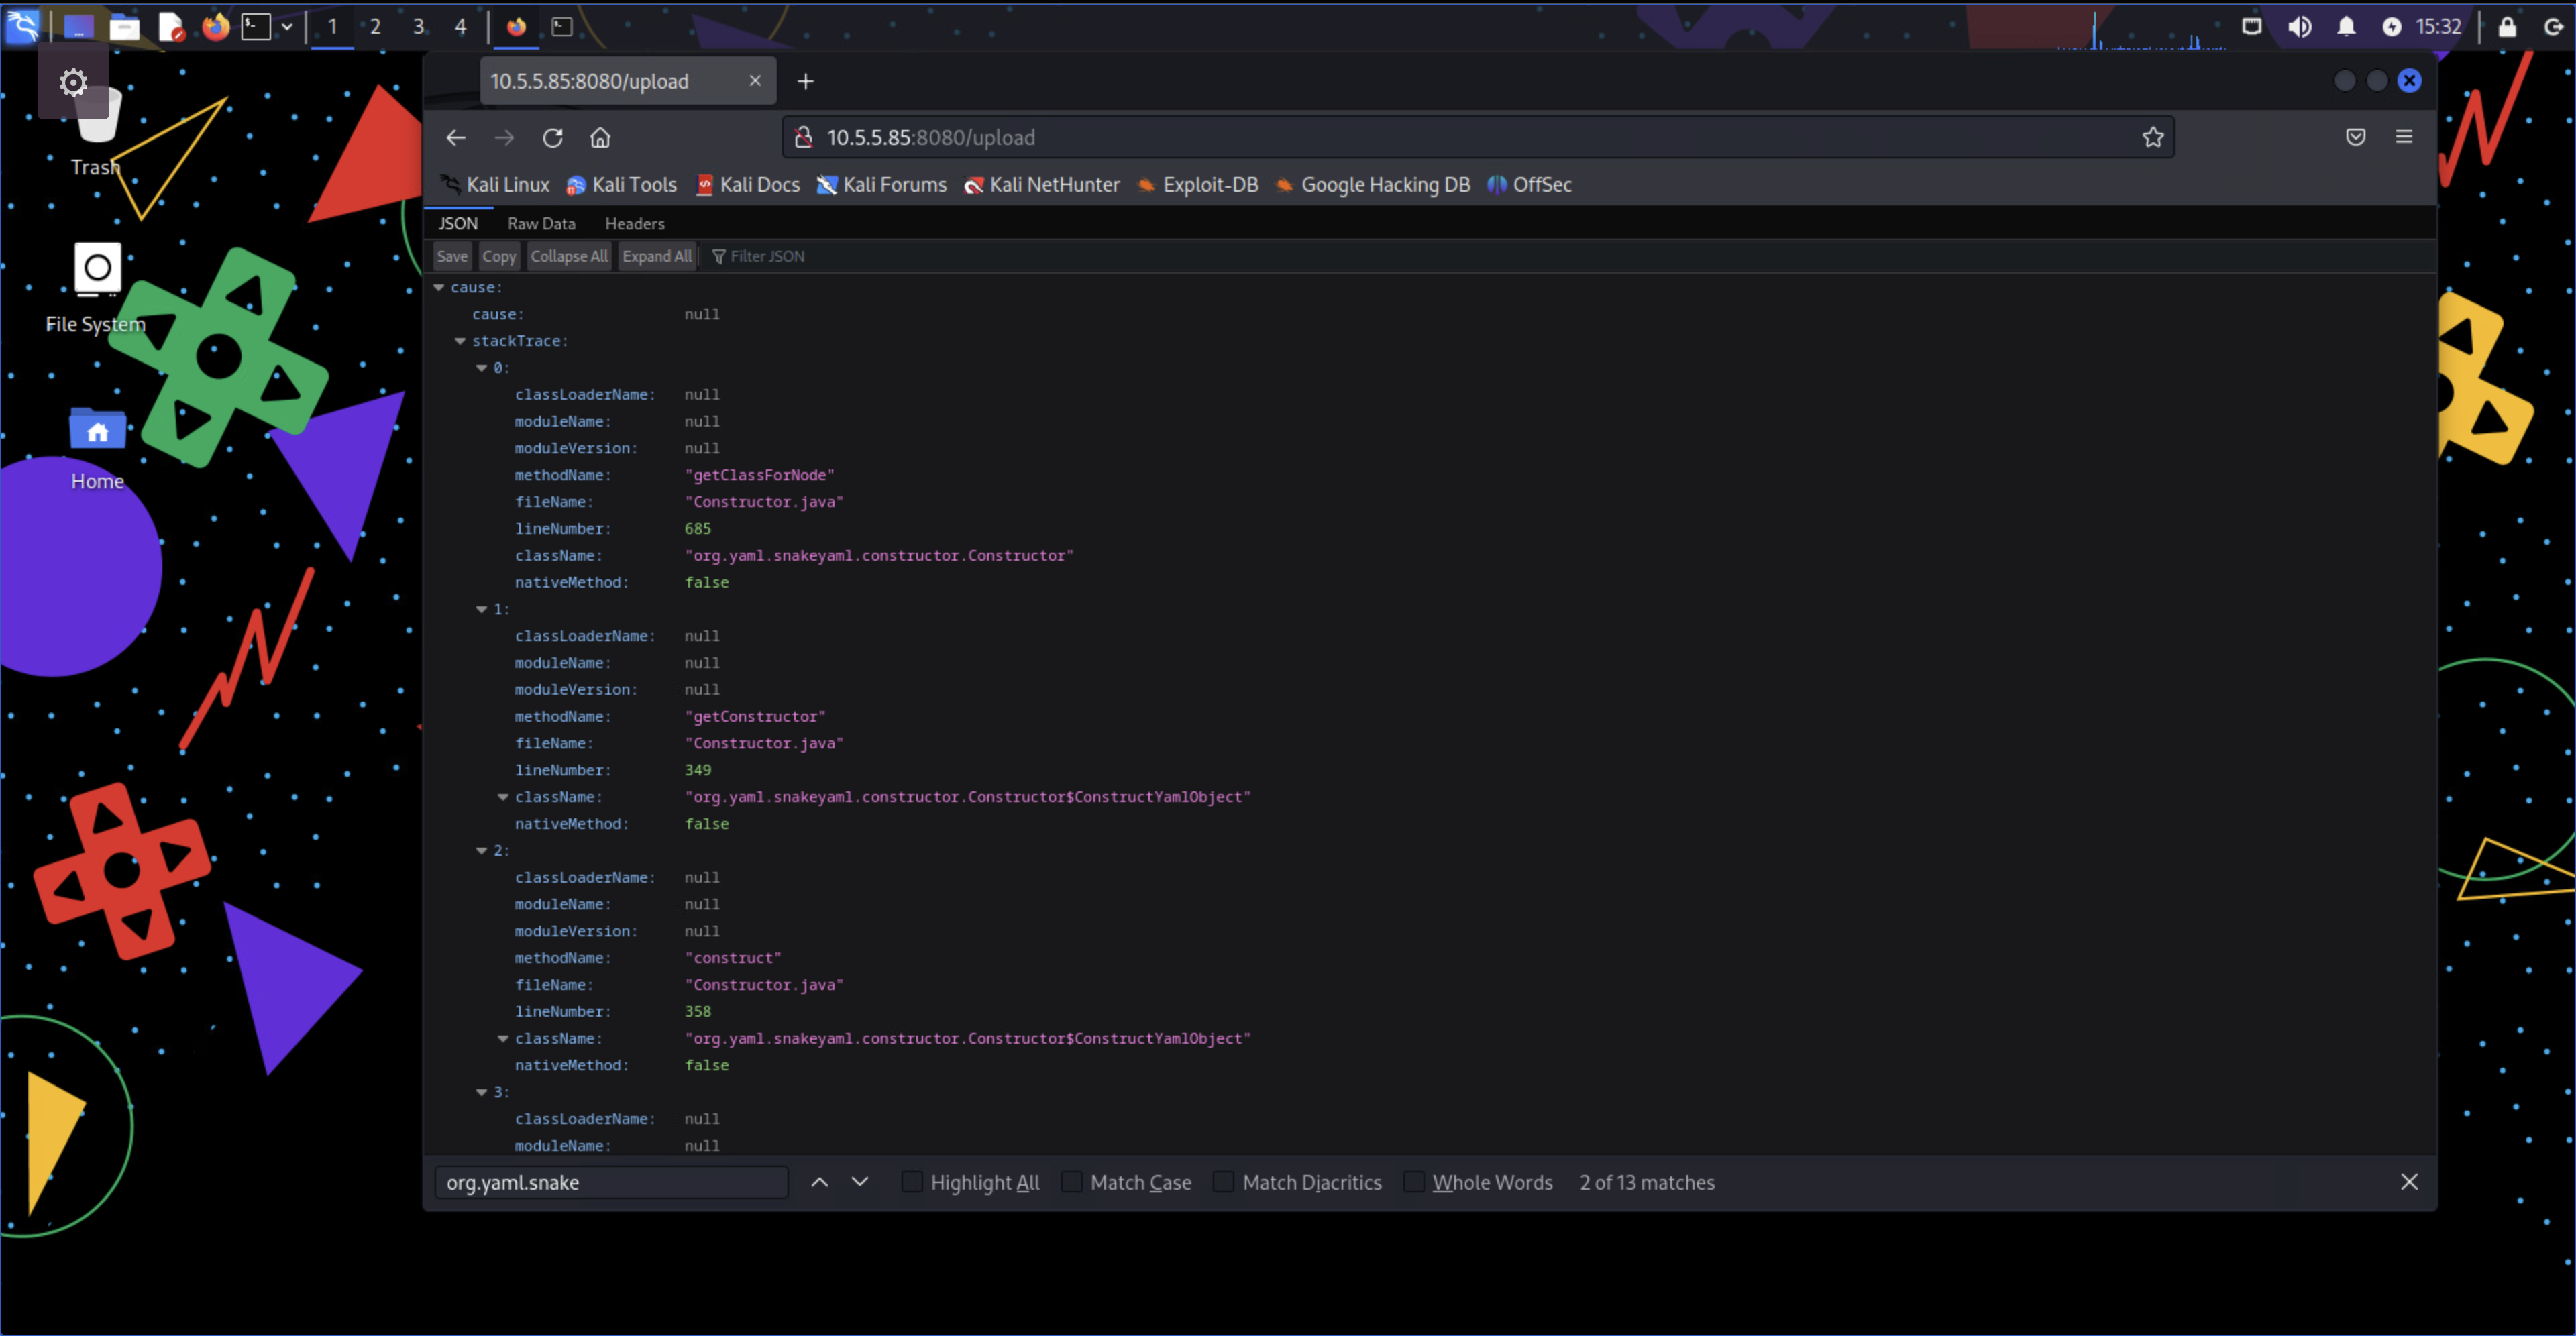 1 2 3 4
15:32
Trash
File System
Home
10.5.5.85:8080/upload
10.5.5.85:8080/upload
Kali Linux Kali Tools Kali Docs Kali Forums Kali NetHunter Exploit-DB Google Hacking DB OffSec
JSON Raw Data Headers
Save Copy Collapse All Expand All Filter JSON
cause:
cause: null
stackTrace:
0:
classLoaderName: null
moduleName: null
moduleVersion: null
methodName: "getClassForNode"
fileName: "Constructor.java"
lineNumber: 685
className: "org.yaml.snakeyaml.constructor.Constructor"
nativeMethod: false
1:
classLoaderName: null
moduleName: null
moduleVersion: null
methodName: "getConstructor"
fileName: "Constructor.java"
lineNumber: 349
className: "org.yaml.snakeyaml.constructor.Constructor$ConstructYamlObject"
nativeMethod: false
2:
classLoaderName: null
moduleName: null
moduleVersion: null
methodName: "construct"
fileName: "Constructor.java"
lineNumber: 358
className: "org.yaml.snakeyaml.constructor.Constructor$ConstructYamlObject"
nativeMethod: false
3:
classLoaderName: null
moduleName: null
org.yaml.snake Highlight All Match Case Match Diacritics Whole Words 2 of 13 matches